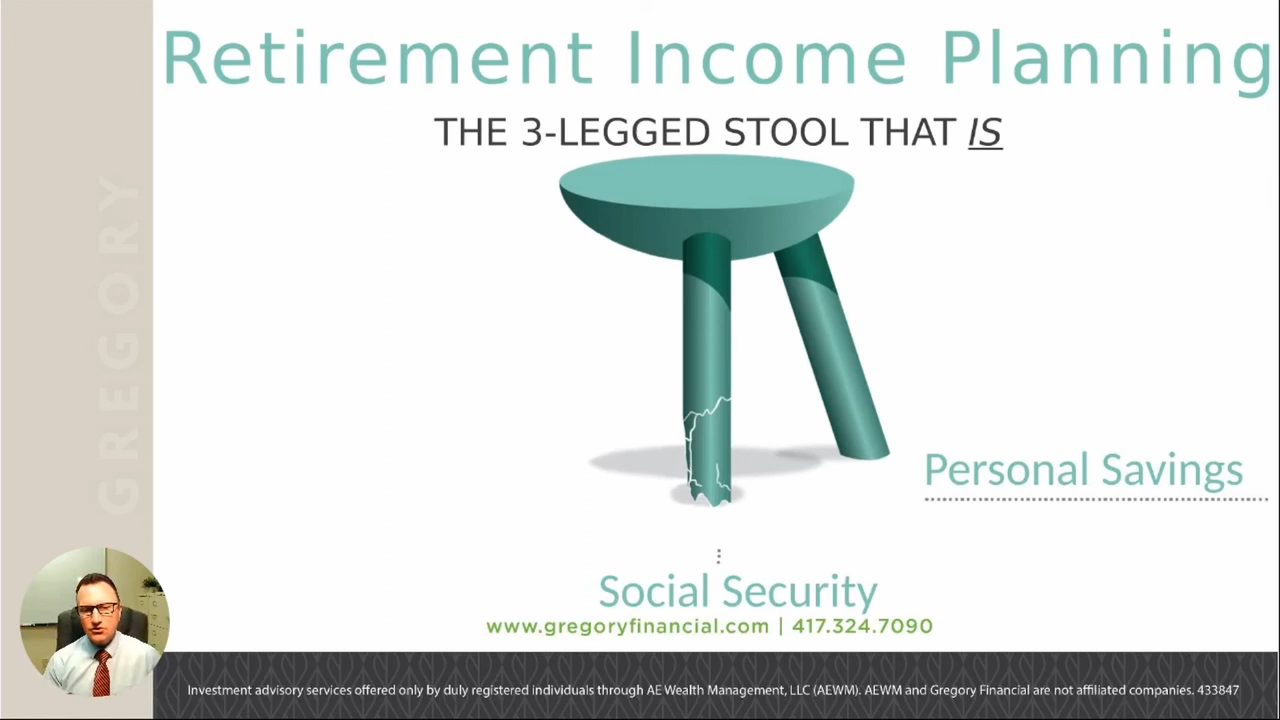 Retirement Income Planning
THE 3-LEGGED STOOL THAT IS
Personal Savings
Social Security
www.gregoryfinancial.com | 417.324.7090
GREGORY
Investment advisory services offered only by duly registered individuals through AE Wealth Management, LLC (AEWM). AEWM and Gregory Financial are not affiliated companies. 433847